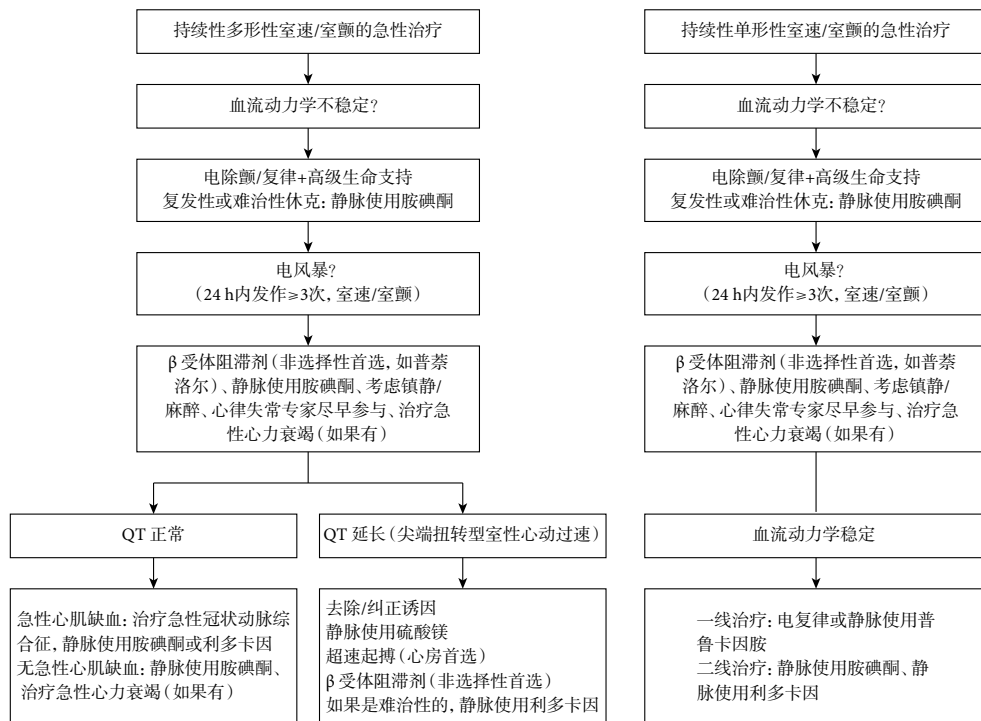 持续性多形性室速/室颤的急性治疗
血流动力学不稳定?
电除颤/复律+高级生命支持
复发性或难治性休克: 静脉使用胺碘酮
电风暴?
(24 h内发作≥3次, 室速/室颤)
β 受体阻滞剂(非选择性首选, 如普萘
洛尔)、静脉使用胺碘酮、考虑镇静/
麻醉、心律失常专家尽早参与、治疗急
性心力衰竭(如果有)
QT 正常
急性心肌缺血: 治疗急性冠状动脉综
合征, 静脉使用胺碘酮或利多卡因
无急性心肌缺血: 静脉使用胺碘酮、
治疗急性心力衰竭(如果有)
QT 延长(尖端扭转型室性心动过速)
去除/纠正诱因
静脉使用硫酸镁
超速起搏(心房首选)
β 受体阻滞剂(非选择性首选)
如果是难治性的, 静脉使用利多卡因
持续性单形性室速/室颤的急性治疗
血流动力学不稳定?
电除颤/复律+高级生命支持
复发性或难治性休克: 静脉使用胺碘酮
电风暴?
(24 h内发作≥3次, 室速/室颤)
β 受体阻滞剂(非选择性首选, 如普萘
洛尔)、静脉使用胺碘酮、考虑镇静/
麻醉、心律失常专家尽早参与、治疗急
性心力衰竭(如果有)
血流动力学稳定
一线治疗: 电复律或静脉使用普
鲁卡因胺
二线治疗: 静脉使用胺碘酮、静
脉使用利多卡因